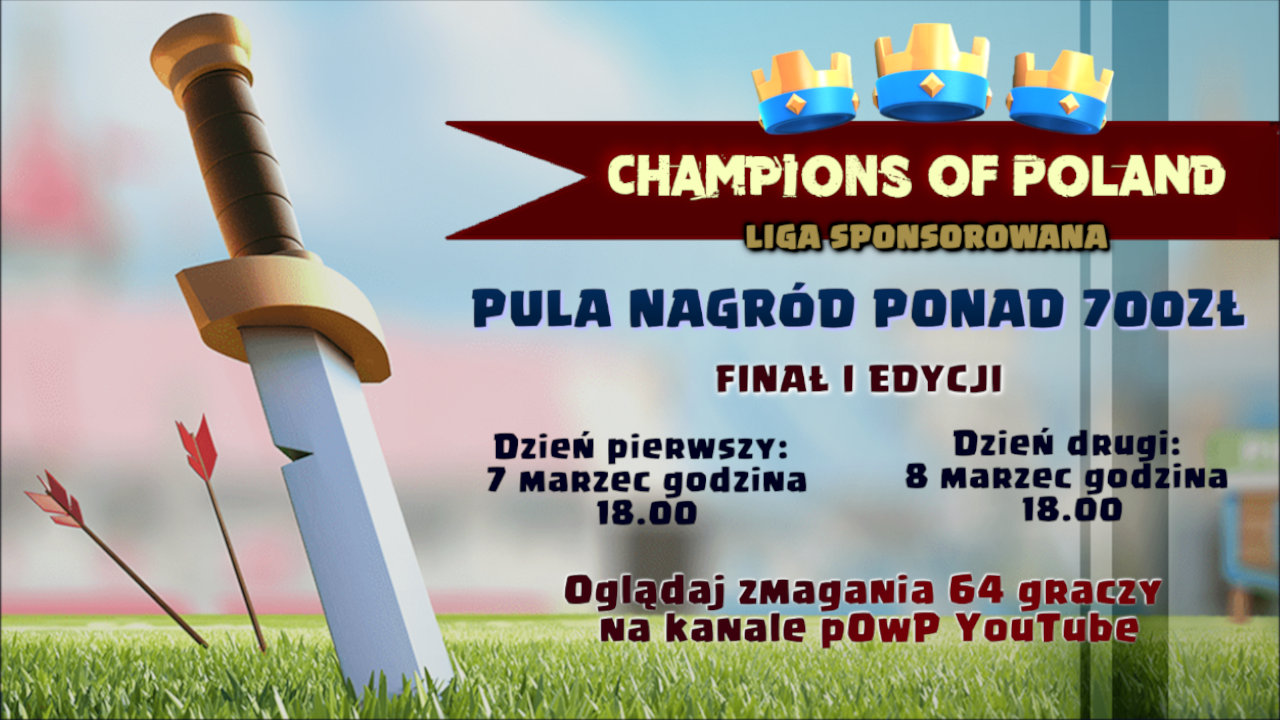 CHAMPIONS OF POLAND
LIGA SPONSOROWANA
PULA NAGRÓD PONAD 700ZŁ
FINAŁ I EDYCJI
Dzień pierwszy:
7 marzec godzina
18.00
Dzień drugi:
8 marzec godzina
18.00
Oglądaj zmagania 64 graczy
na kanale pOwP YouTube